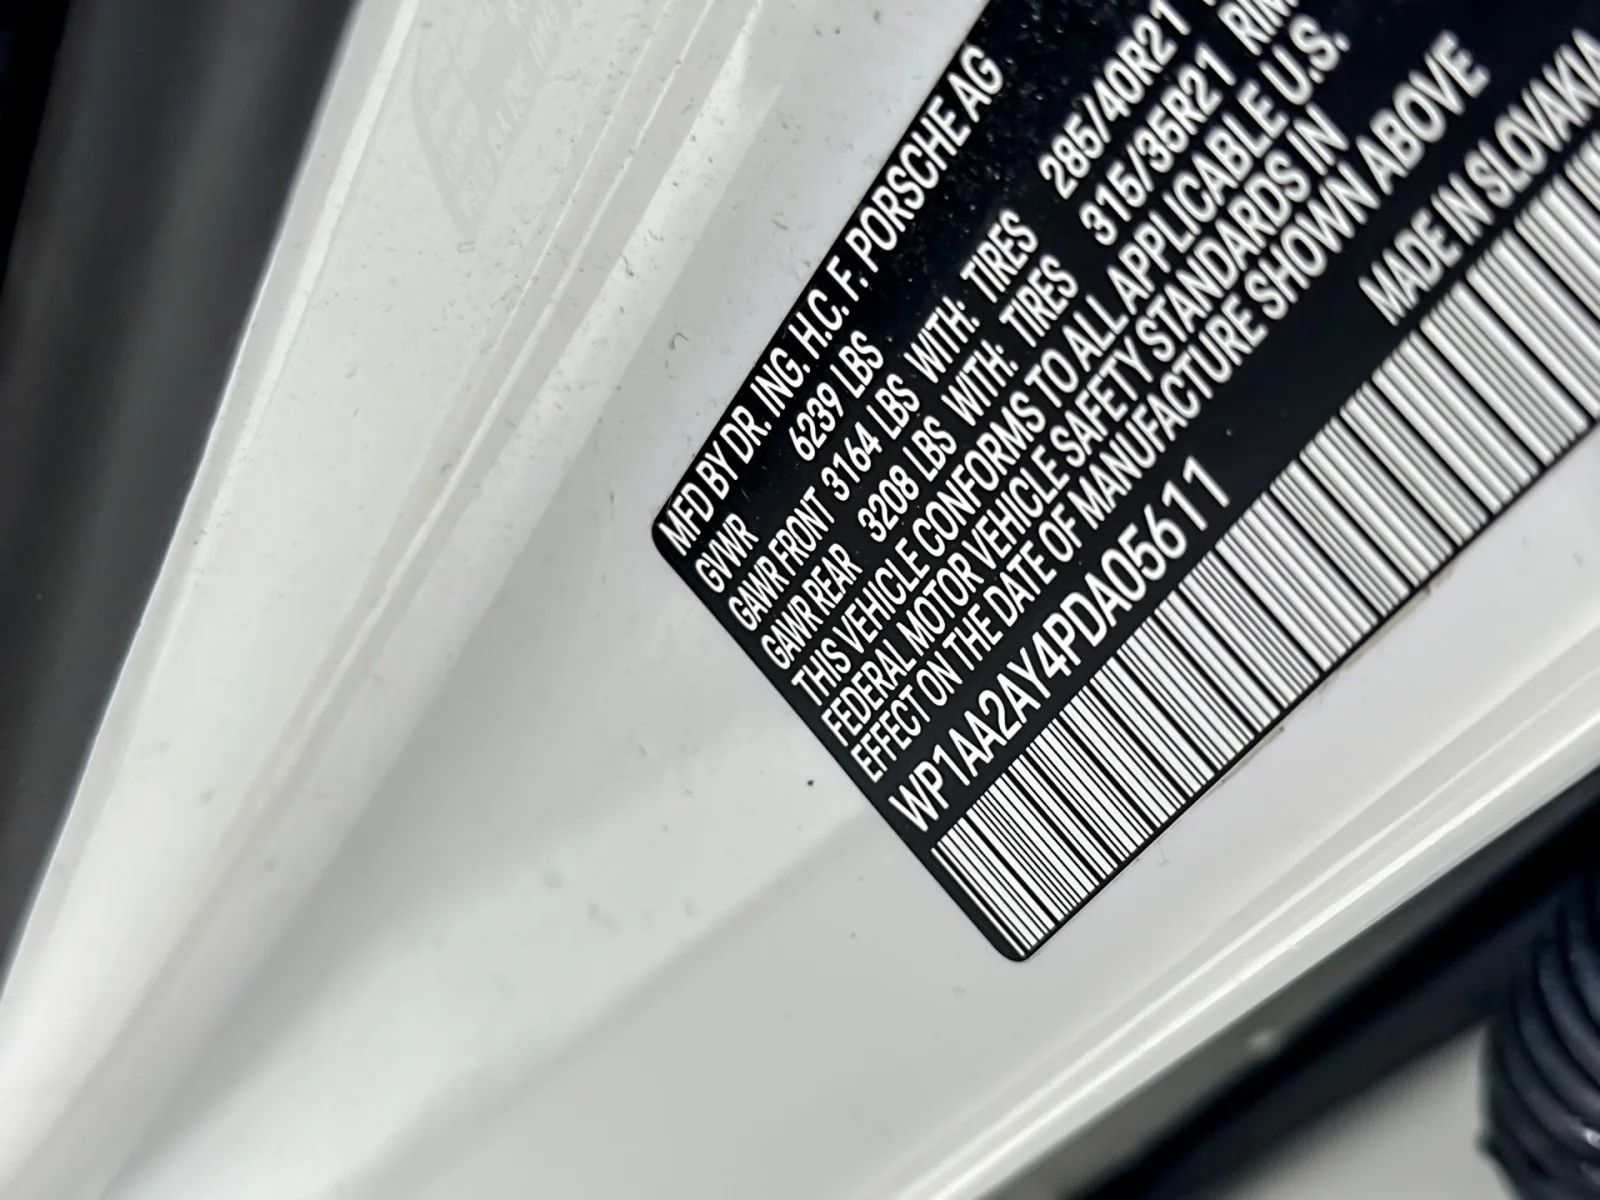 MFD BY DR. ING. H.C. F. PORSCHE AG
GVWR 6239 LBS
GAWR FRONT 3164 LBS WITH: TIRES 285/40R21
GAWR REAR 3208 LBS WITH: TIRES 315/35R21 RIM
THIS VEHICLE CONFORMS TO ALL APPLICABLE U.S.
FEDERAL MOTOR VEHICLE SAFETY STANDARDS IN
EFFECT ON THE DATE OF MANUFACTURE SHOWN ABOVE
WP1AA2AY4PDA05611 MADE IN SLOVAKIA